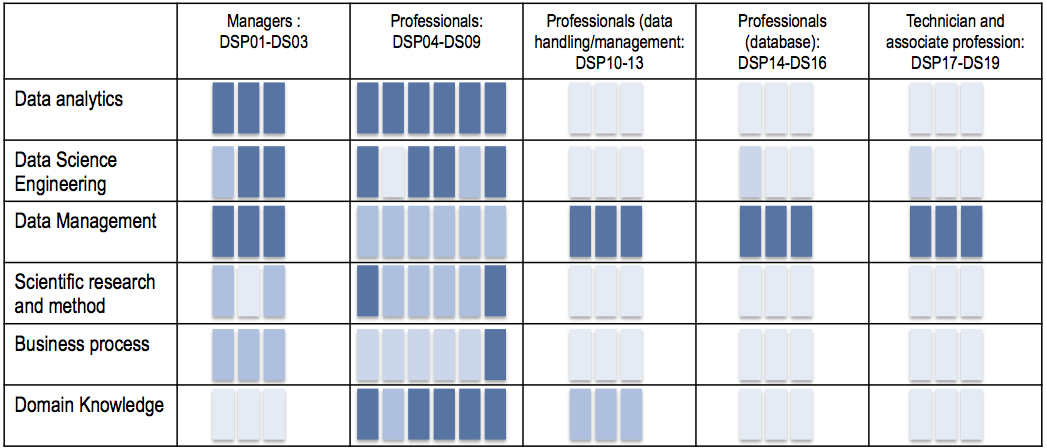 Managers :
DSP01-DS03
Professionals:
DSP04-DS09
Professionals (data
handling/management:
DSP10-13
Professionals
(database):
DSP14-DS16
Technician and
associate profession:
DSP17-DS19
Data analytics
Data Science
Engineering
Data Management
Scientific research
and method
Business process
Domain Knowledge